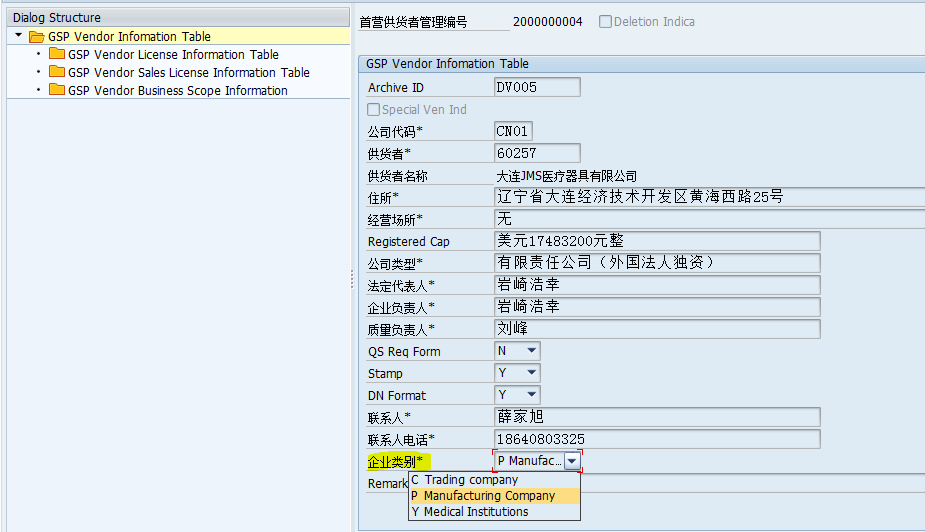 Dialog Structure
GSP Vendor Infomation Table
GSP Vendor License Information Table
GSP Vendor Sales License Information Table
GSP Vendor Business Scope Information
首营供货者管理编号 2000000004 Deletion Indica
GSP Vendor Infomation Table
Archive ID DV005
Special Ven Ind
公司代码* CN01
供货者* 60257
供货者名称 大连JMS医疗器具有限公司
住所* 辽宁省大连经济技术开发区黄海西路25号
经营场所* 无
Registered Cap 美元17483200元整
公司类型* 有限责任公司（外国法人独资）
法定代表人* 岩崎浩幸
企业负责人* 岩崎浩幸
质量负责人* 刘峰
QS Req Form N
Stamp Y
DN Format Y
联系人* 薛家旭
联系人电话* 18640803325
企业类别* P Manufac...
Remark
C Trading company
P Manufacturing Company
Y Medical Institutions